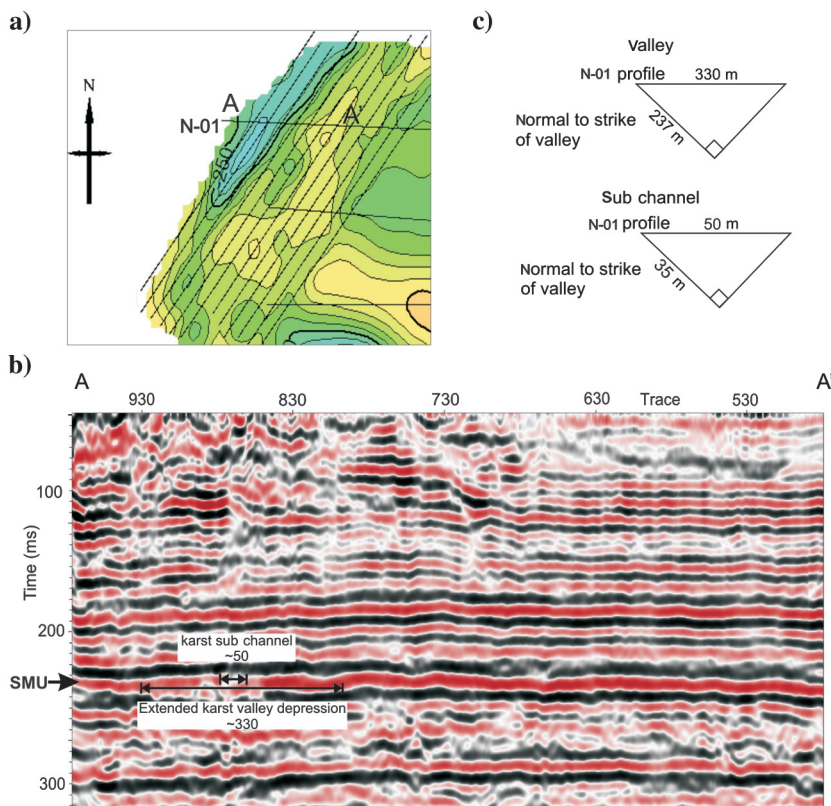 a)
N
A
N-01
A'
250
c)
Valley
N-01 profile
330 m
Normal to strike
of valley
237 m
Sub channel
N-01 profile
50 m
Normal to strike
of valley
35 m
b)
A
A'
930
830
730
630
Trace
530
Time (ms)
100
200
300
karst sub channel
~50
SMU
Extended karst valley depression
~330